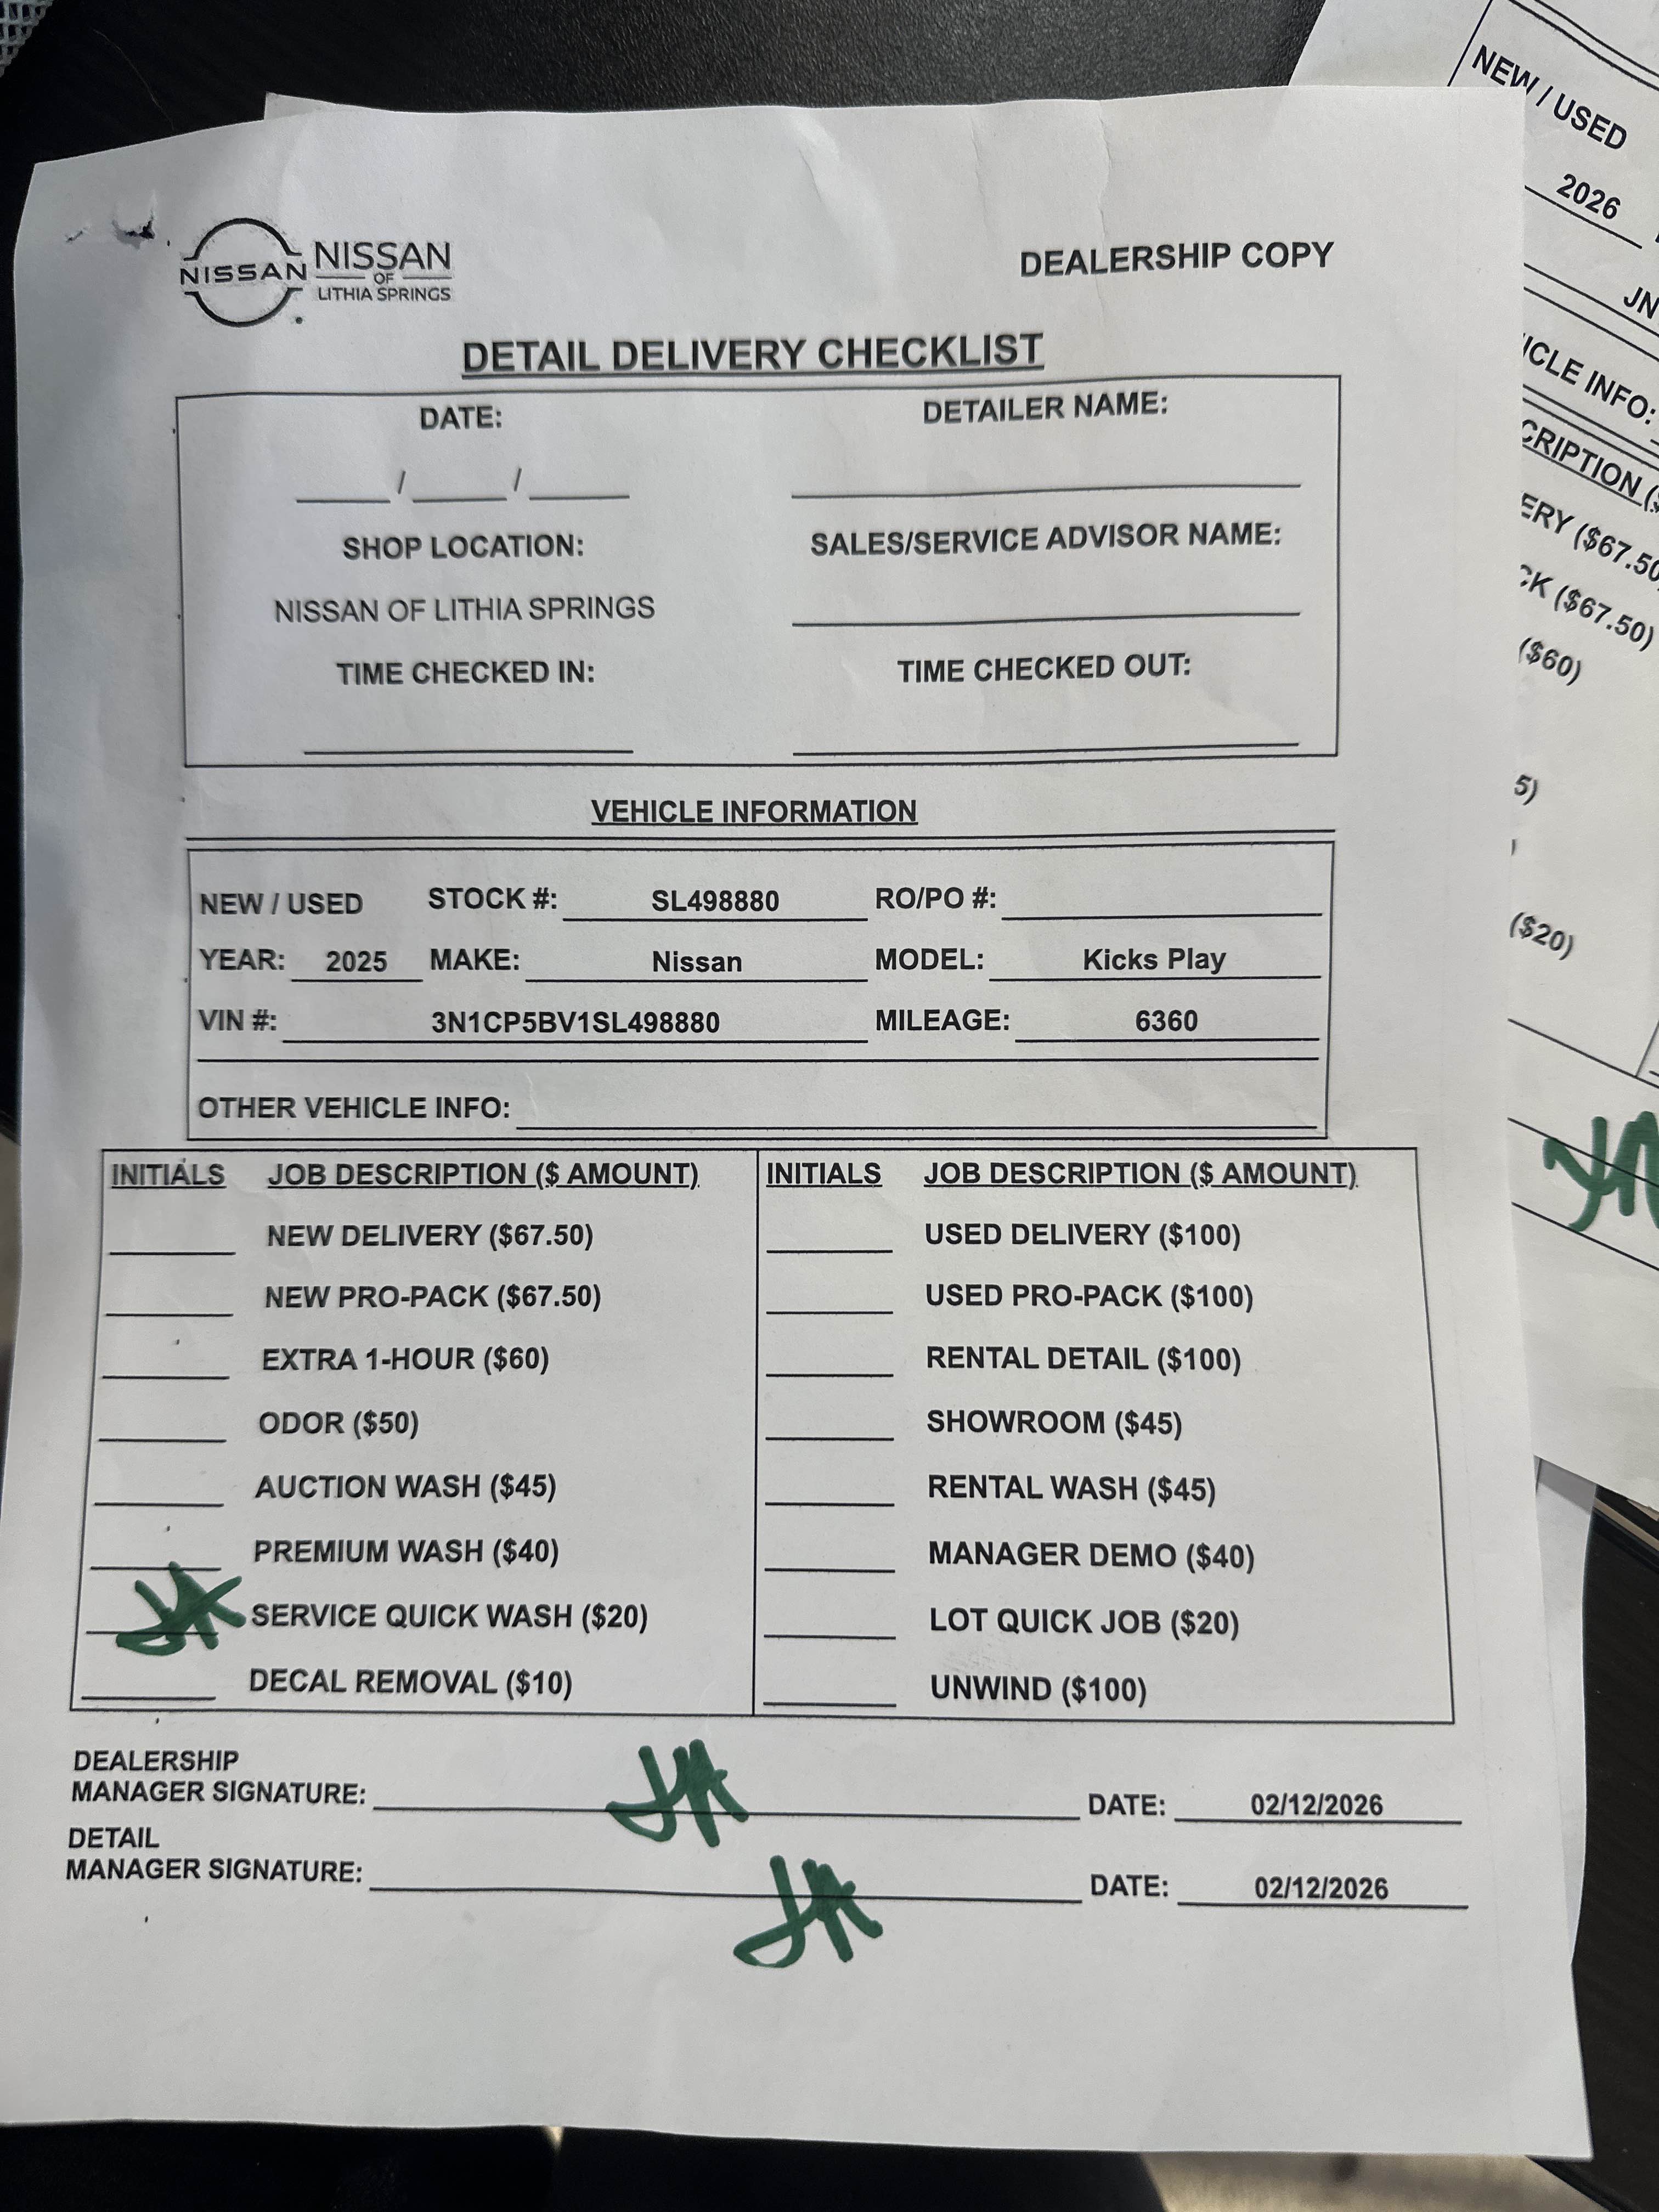 NISSAN
NISSAN
OF
LITHIA SPRINGS
DEALERSHIP COPY
DETAIL DELIVERY CHECKLIST
DATE: DETAILER NAME:
____/____/____
SHOP LOCATION: SALES/SERVICE ADVISOR NAME:
NISSAN OF LITHIA SPRINGS
TIME CHECKED IN: TIME CHECKED OUT:
VEHICLE INFORMATION
NEW / USED STOCK #: SL498880 RO/PO #:
YEAR: 2025 MAKE: Nissan MODEL: Kicks Play
VIN #: 3N1CP5BV1SL498880 MILEAGE: 6360
OTHER VEHICLE INFO:
INITIALS JOB DESCRIPTION ($ AMOUNT) INITIALS JOB DESCRIPTION ($ AMOUNT)
NEW DELIVERY ($67.50) USED DELIVERY ($100)
NEW PRO-PACK ($67.50) USED PRO-PACK ($100)
EXTRA 1-HOUR ($60) RENTAL DETAIL ($100)
ODOR ($50) SHOWROOM ($45)
AUCTION WASH ($45) RENTAL WASH ($45)
PREMIUM WASH ($40) MANAGER DEMO ($40)
SERVICE QUICK WASH ($20) LOT QUICK JOB ($20)
DECAL REMOVAL ($10) UNWIND ($100)
DEALERSHIP
MANAGER SIGNATURE: DATE: 02/12/2026
DETAIL
MANAGER SIGNATURE: DATE: 02/12/2026
NEW / USED
2026
JN
ICLE INFO:
CRIPTION ($
ERY ($67.50
CK ($67.50)
($60)
5)
)
($20)